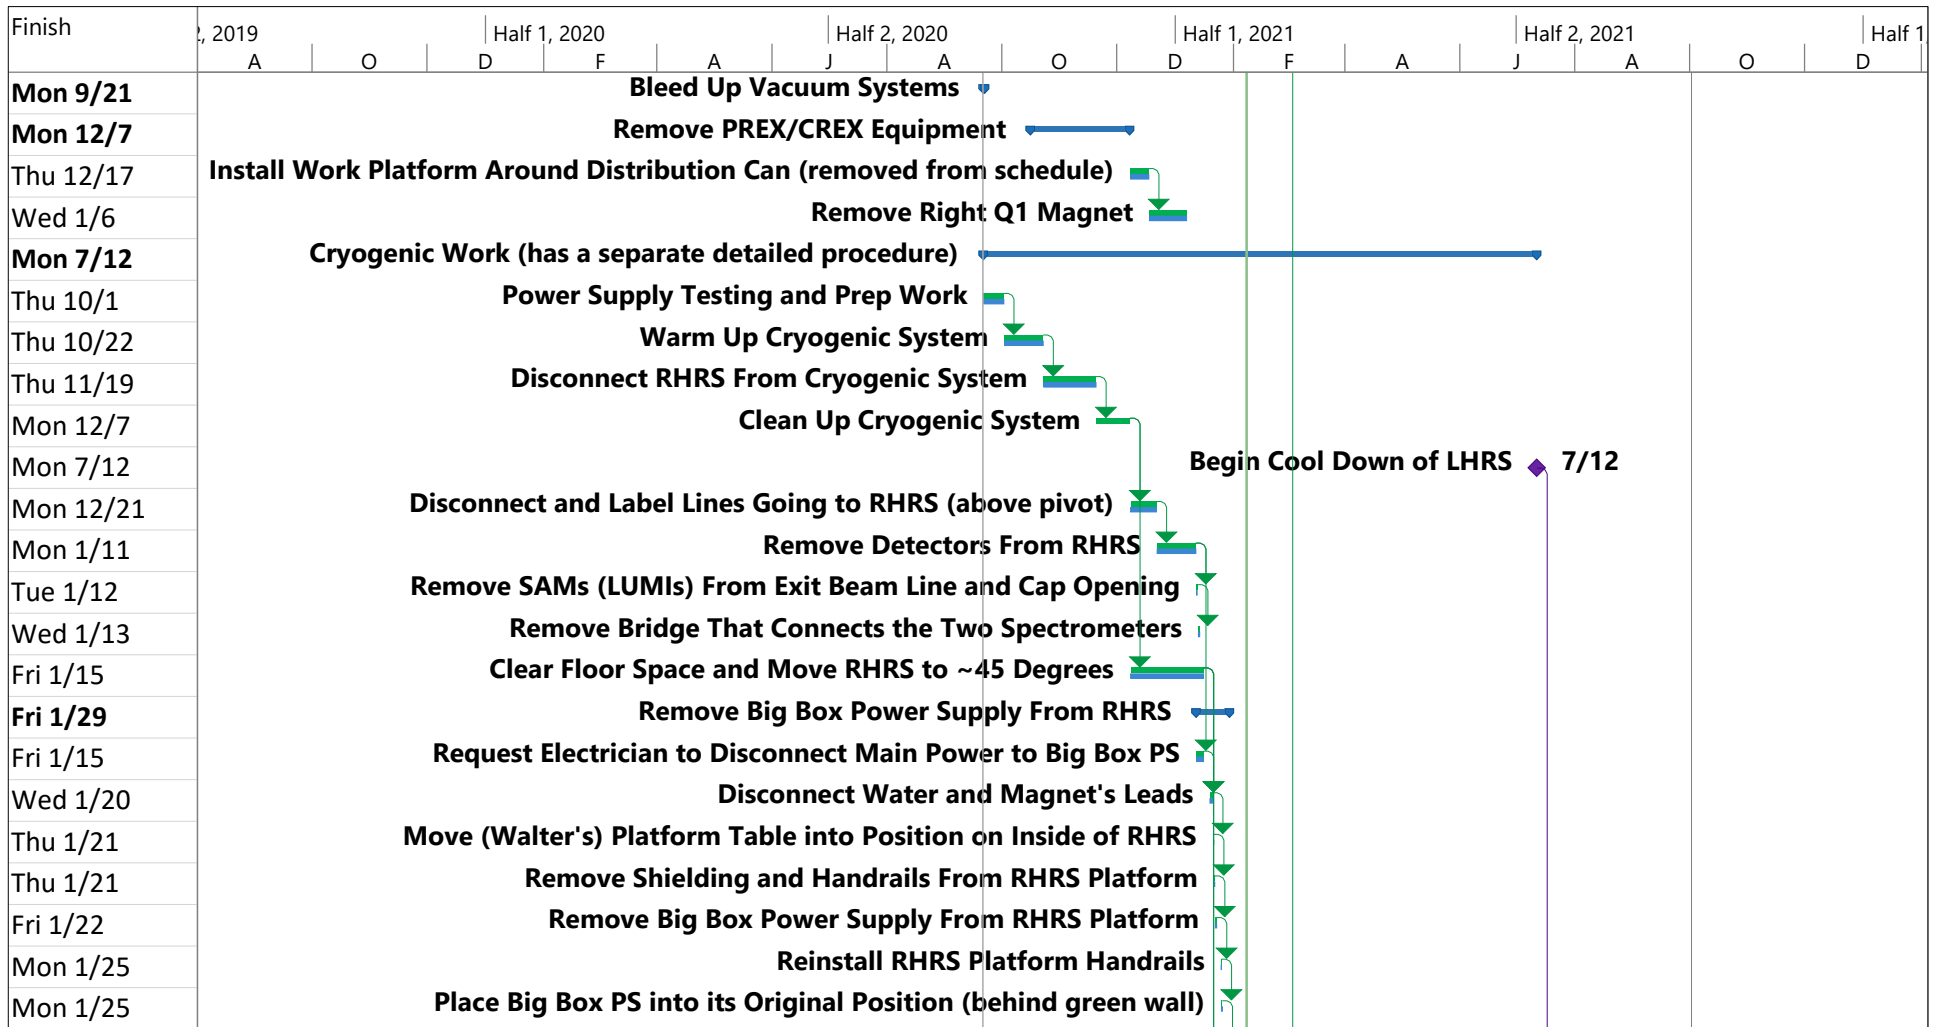 Finish
2, 2019 Half 1, 2020 Half 2, 2020 Half 1, 2021 Half 2, 2021 Half 1,
A O D F A J A O D F A J A O D
Mon 9/21 Bleed Up Vacuum Systems
Mon 12/7 Remove PREX/CREX Equipment
Thu 12/17 Install Work Platform Around Distribution Can (removed from schedule)
Wed 1/6 Remove Right Q1 Magnet
Mon 7/12 Cryogenic Work (has a separate detailed procedure)
Thu 10/1 Power Supply Testing and Prep Work
Thu 10/22 Warm Up Cryogenic System
Thu 11/19 Disconnect RHRS From Cryogenic System
Mon 12/7 Clean Up Cryogenic System
Mon 7/12 Begin Cool Down of LHRS 7/12
Mon 12/21 Disconnect and Label Lines Going to RHRS (above pivot)
Mon 1/11 Remove Detectors From RHRS
Tue 1/12 Remove SAMs (LUMIs) From Exit Beam Line and Cap Opening
Wed 1/13 Remove Bridge That Connects the Two Spectrometers
Fri 1/15 Clear Floor Space and Move RHRS to ~45 Degrees
Fri 1/29 Remove Big Box Power Supply From RHRS
Fri 1/15 Request Electrician to Disconnect Main Power to Big Box PS
Wed 1/20 Disconnect Water and Magnet's Leads
Thu 1/21 Move (Walter's) Platform Table into Position on Inside of RHRS
Thu 1/21 Remove Shielding and Handrails From RHRS Platform
Fri 1/22 Remove Big Box Power Supply From RHRS Platform
Mon 1/25 Reinstall RHRS Platform Handrails
Mon 1/25 Place Big Box PS into its Original Position (behind green wall)